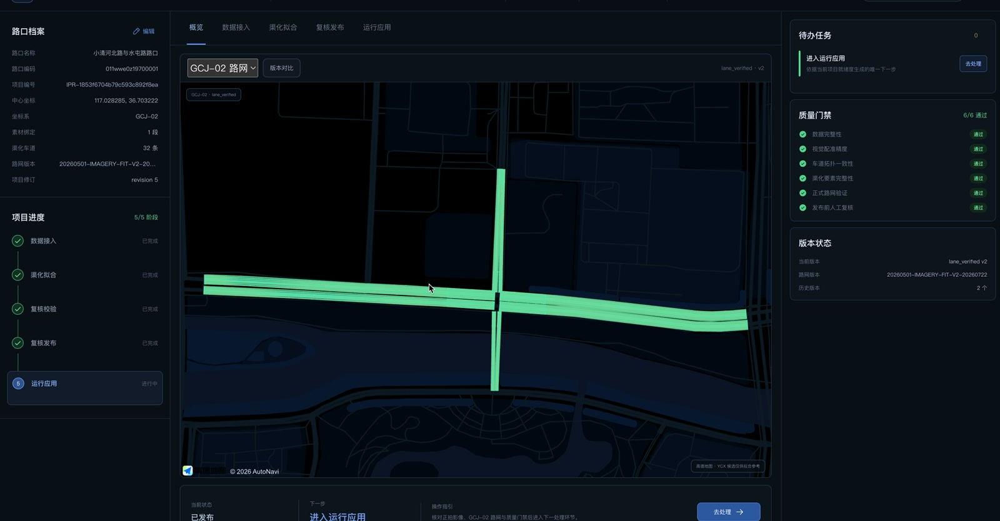 路口档案
编辑
路口名称 小清河北路与水屯路路口
路口编码 011wwe0z19700001
项目编号 IPR-1853f6704b79c593c892f8ea
中心坐标 117.028285, 36.703222
坐标系 GCJ-02
素材绑定 1 段
渠化车道 32 条
路网版本 20260501-IMAGERY-FIT-V2-20...
项目修订 revision 5
项目进度 5/5 阶段
数据接入 已完成
渠化拟合 已完成
复核校验 已完成
复核发布 已完成
5 运行应用 进行中
概览 数据接入 渠化拟合 复核发布 运行应用
GCJ-02 路网 版本对比 lane_verified · v2
GCJ-02 · lane_verified
© 2026 AutoNavi
高德地图 · YCX 候选仅供拟合参考
当前状态
已发布
下一步
进入运行应用
操作指引
核对正拍影像、GCJ-02 路网与质量门禁后进入下一处理环节。
去处理
待办任务 0
进入运行应用
依据当前项目就绪度生成的唯一下一步
去处理
质量门禁 6/6 通过
数据完整性 通过
视觉配准精度 通过
车道拓扑一致性 通过
渠化要素完整性 通过
正式路网验证 通过
发布前人工复核 通过
版本状态
当前版本 lane_verified v2
路网版本 20260501-IMAGERY-FIT-V2-20260722
历史版本 2 个